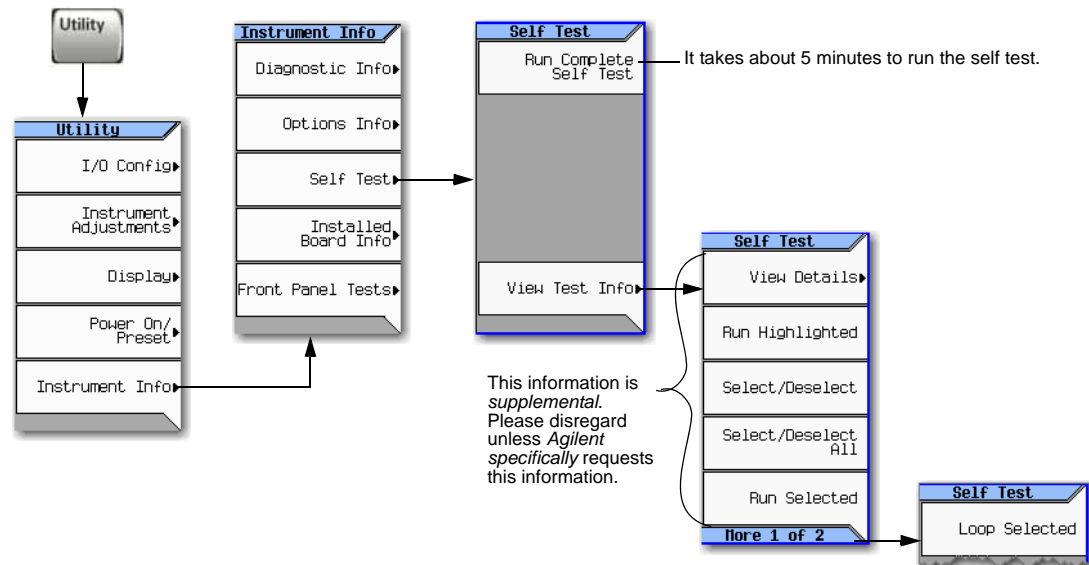 Utility
Utility
I/O Config
Instrument
Adjustments
Display
Power On/
Preset
Instrument Info
Instrument Info
Diagnostic Info
Options Info
Self Test
Installed
Board Info
Front Panel Tests
Self Test
Run Complete
Self Test
View Test Info
It takes about 5 minutes to run the self test.
Self Test
View Details
Run Highlighted
Select/Deselect
Select/Deselect
All
Run Selected
More 1 of 2
This information is
supplemental.
Please disregard
unless Agilent
specifically requests
this information.
Self Test
Loop Selected